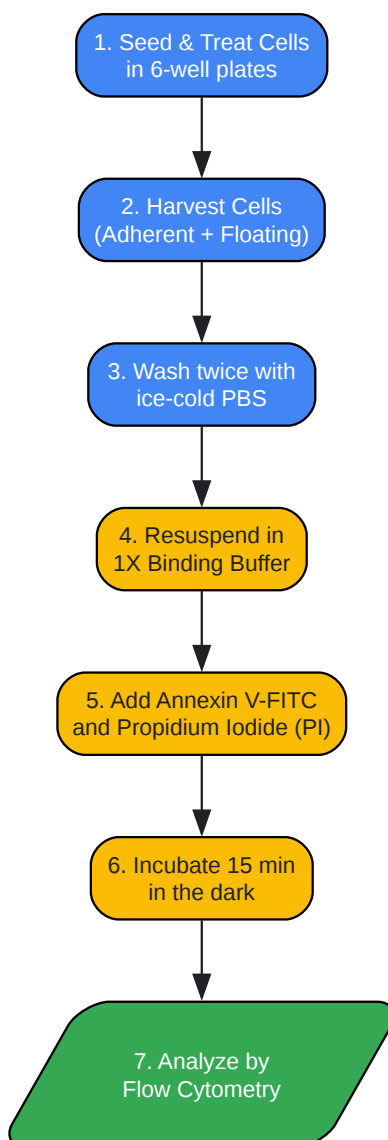 1. Seed & Treat Cells
in 6-well plates
2. Harvest Cells
(Adherent + Floating)
3. Wash twice with
ice-cold PBS
4. Resuspend in
1X Binding Buffer
5. Add Annexin V-FITC
and Propidium Iodide (PI)
6. Incubate 15 min
in the dark
7. Analyze by
Flow Cytometry